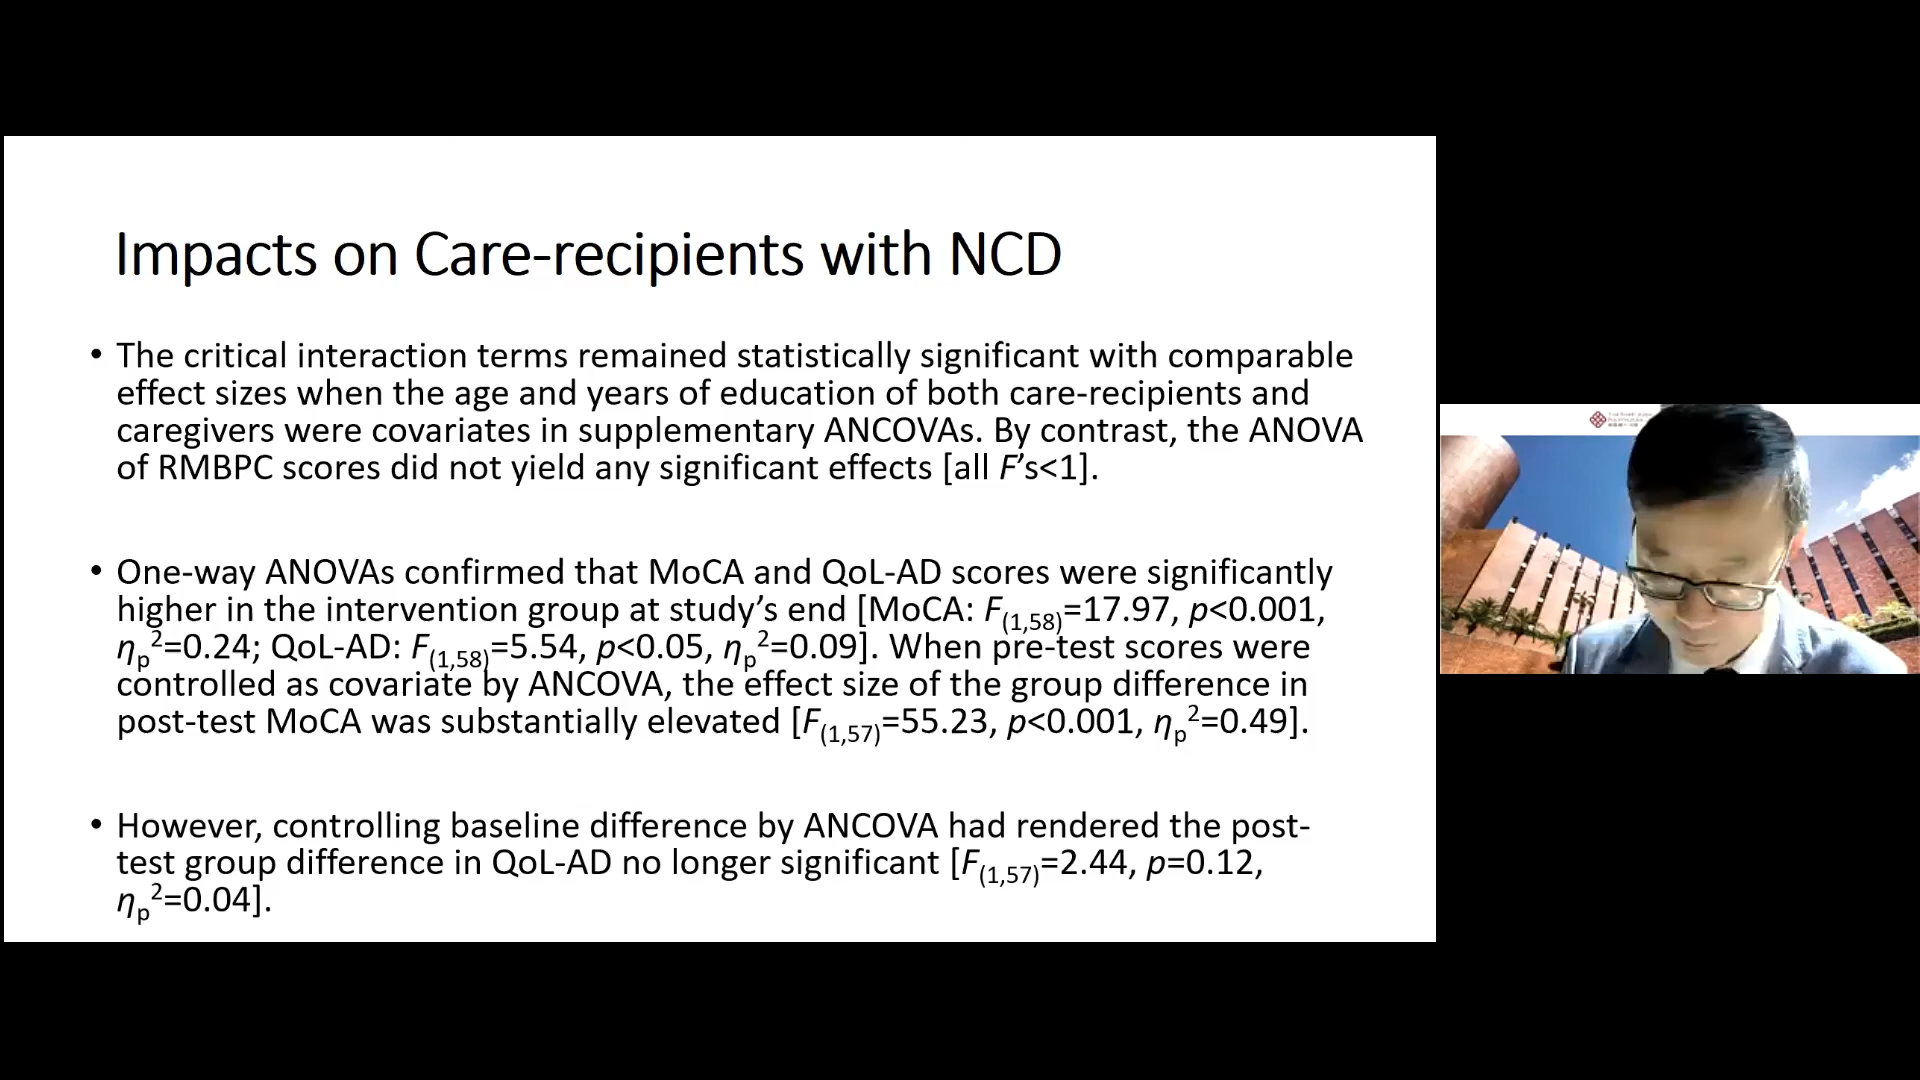 Impacts on Care-recipients with NCD
• The critical interaction terms remained statistically significant with comparable
effect sizes when the age and years of education of both care-recipients and
caregivers were covariates in supplementary ANCOVAs. By contrast, the ANOVA
of RMBPC scores did not yield any significant effects [all F’s<1].
• One-way ANOVAs confirmed that MoCA and QoL-AD scores were significantly
higher in the intervention group at study’s end [MoCA: F(1,58)=17.97, p<0.001,
ηp²=0.24; QoL-AD: F(1,58)=5.54, p<0.05, ηp²=0.09]. When pre-test scores were
controlled as covariate by ANCOVA, the effect size of the group difference in
post-test MoCA was substantially elevated [F(1,57)=55.23, p<0.001, ηp²=0.49].
• However, controlling baseline difference by ANCOVA had rendered the post-
test group difference in QoL-AD no longer significant [F(1,57)=2.44, p=0.12,
ηp²=0.04].